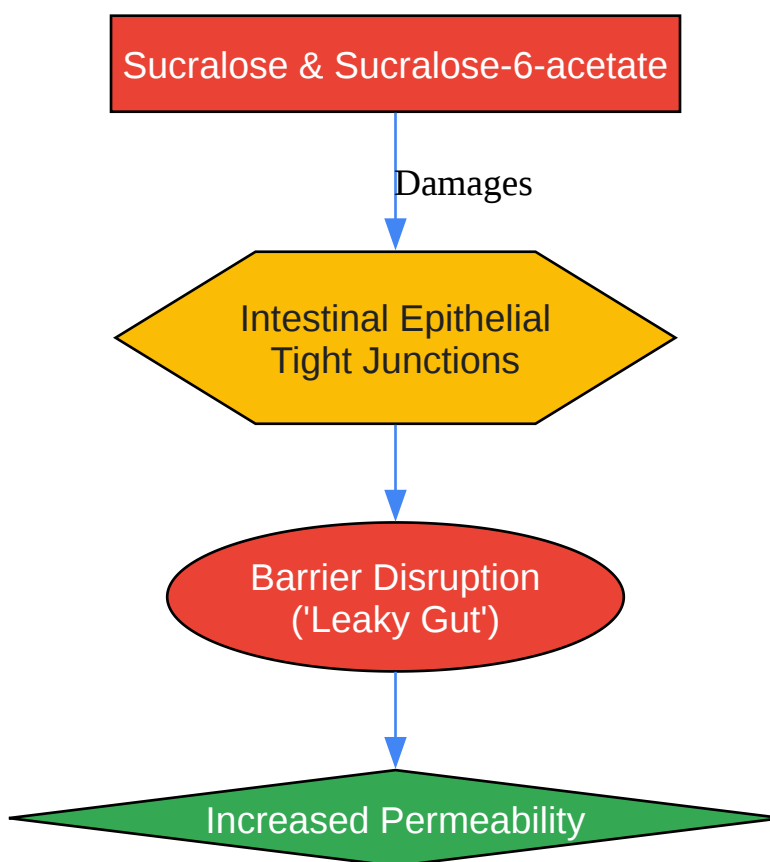 Sucralose & Sucralose-6-acetate
Damages
Intestinal Epithelial
Tight Junctions
Barrier Disruption
('Leaky Gut')
Increased Permeability